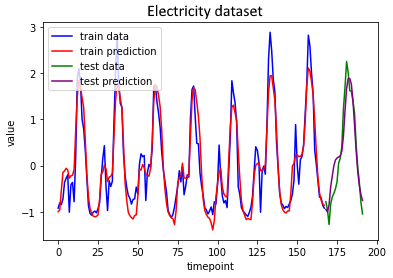 Electricity dataset
train data
train prediction
test data
test prediction
value
3
2
1
0
−1
0
25
50
75
100
125
150
175
200
timepoint